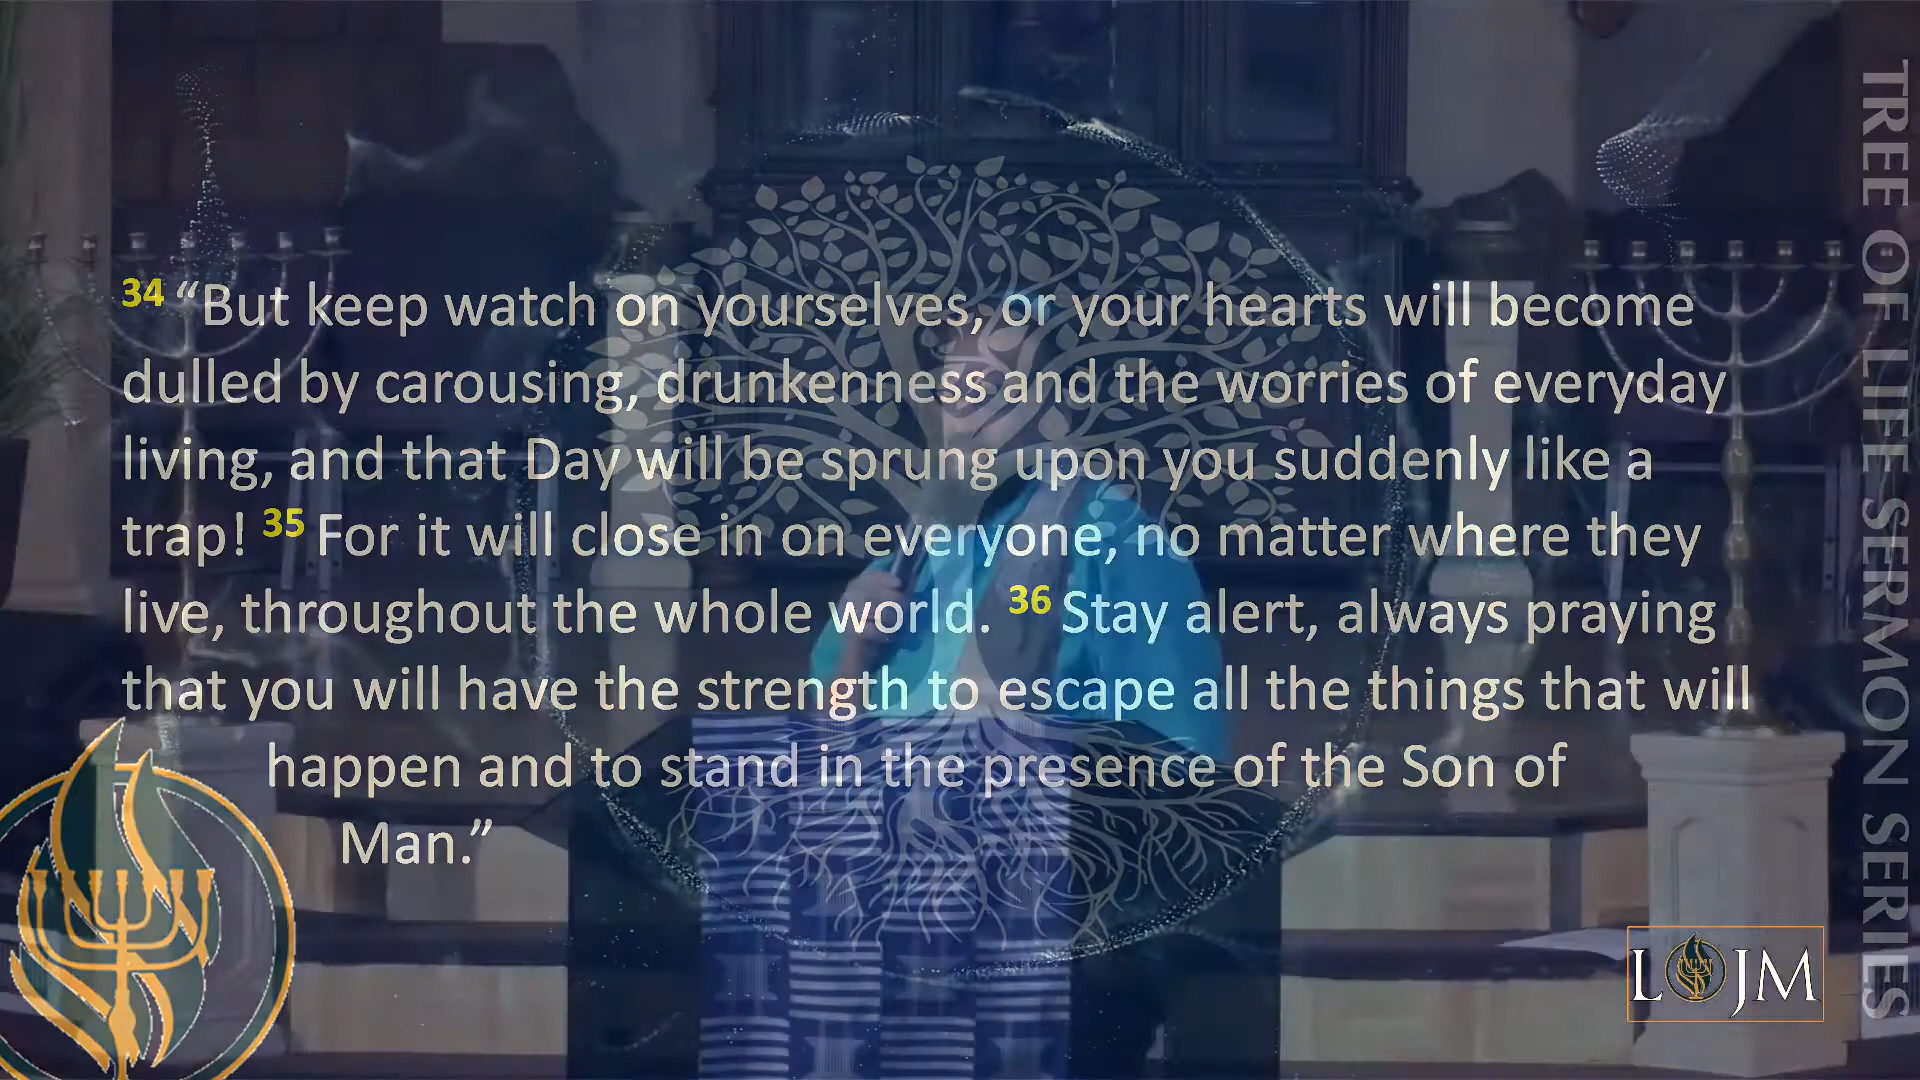 34 “But keep watch on yourselves, or your hearts will become
dulled by carousing, drunkenness and the worries of everyday
living, and that Day will be sprung upon you suddenly like a
trap! 35 For it will close in on everyone, no matter where they
live, throughout the whole world. 36 Stay alert, always praying
that you will have the strength to escape all the things that will
happen and to stand in the presence of the Son of
Man.”
TREE OF LIFE SERMON SERIES
LOJM